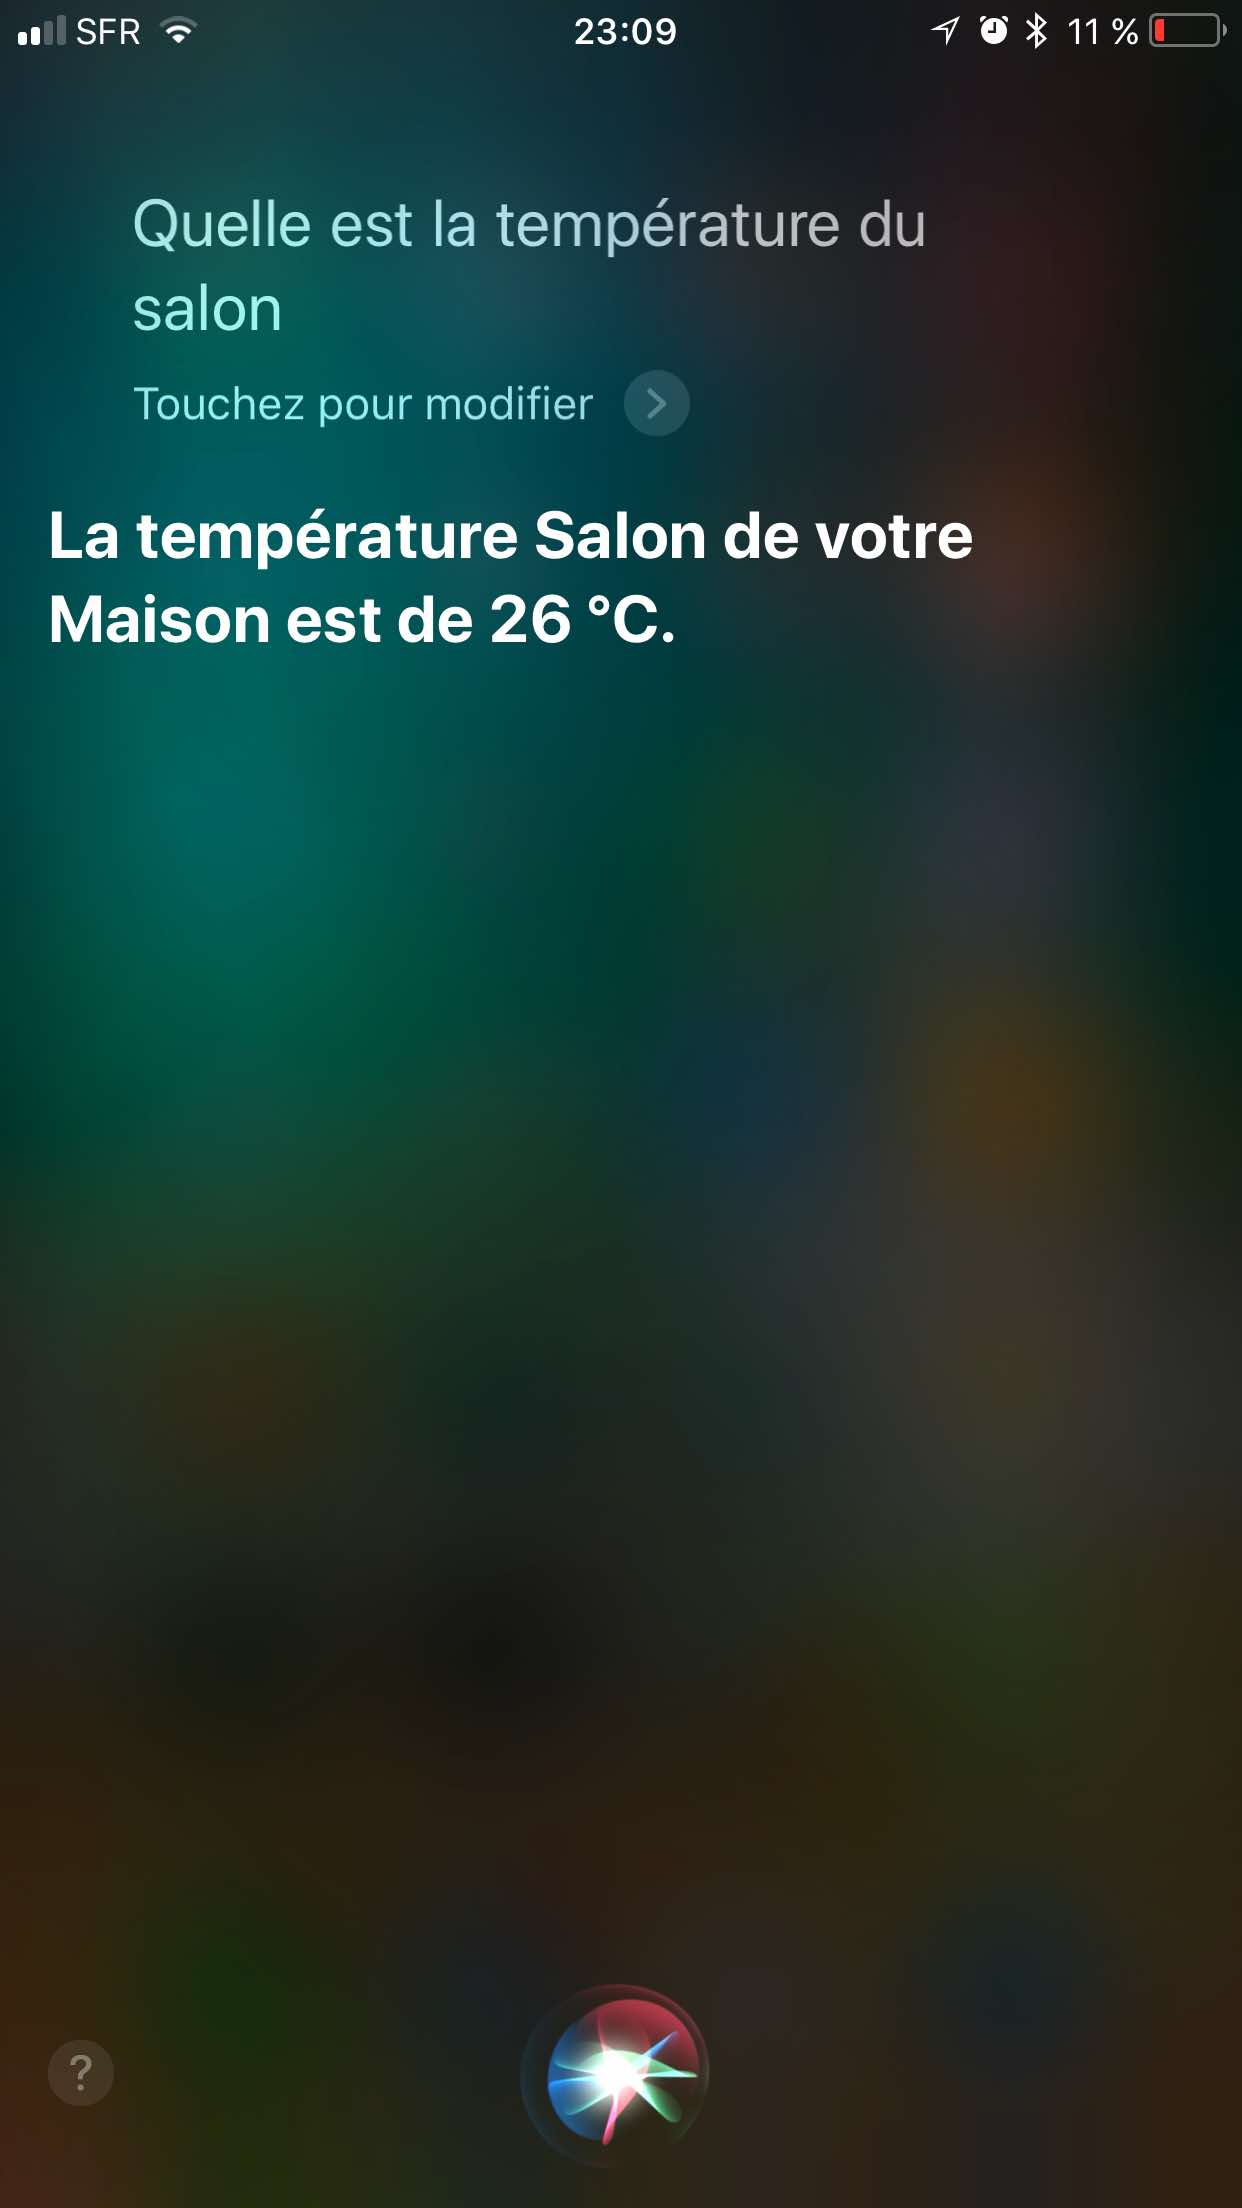 SFR 23:09 11 %
Quelle est la température du
salon
Touchez pour modifier
La température Salon de votre
Maison est de 26 °C.
?